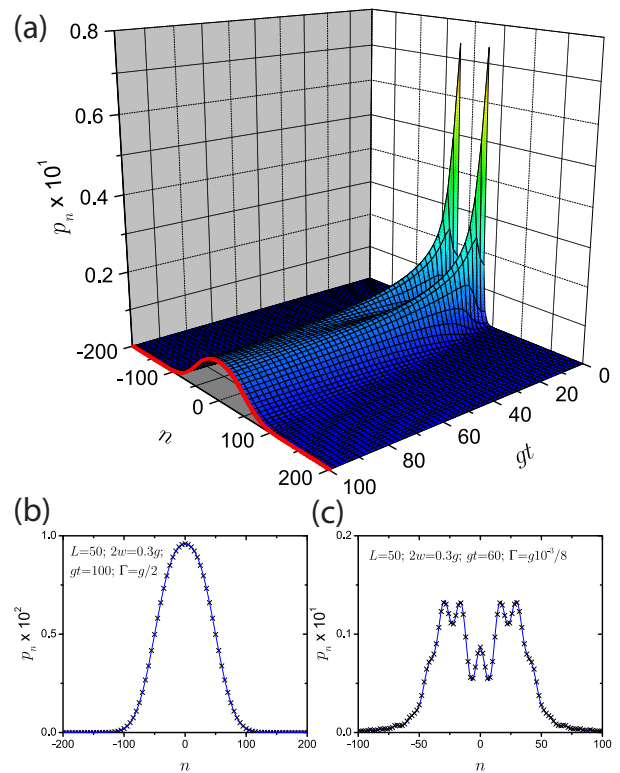 (a)
0.8
0.6
0.4
0.2
p_n x 10^1
-200
-100
0
100
200
n
100
80
60
40
20
0
gt
(b)
L=50; 2w=0.3g;
gt=100; Γ=g/2
1.0
0.5
0.0
p_n x 10^2
-200 -100 0 100 200
n
(c)
L=50; 2w=0.3g; gt=60; Γ=g10^-3/8
0.2
0.1
0.0
p_n x 10^1
-100 -50 0 50 100
n